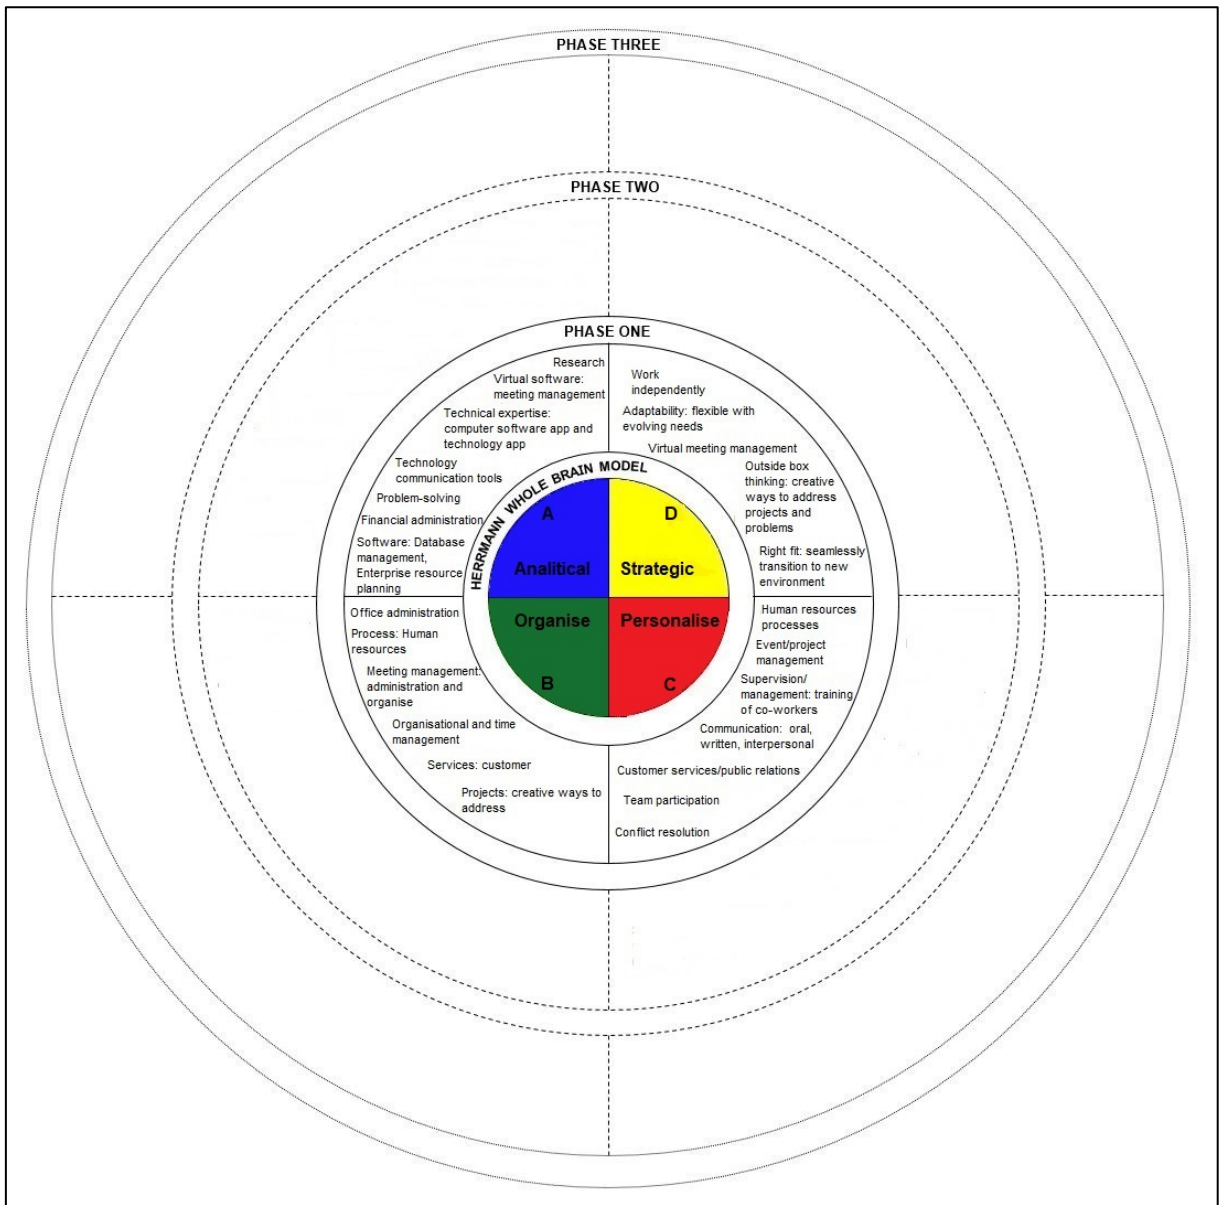 PHASE THREE
PHASE TWO
PHASE ONE
Research
Virtual software:
meeting management
Technical expertise:
computer software app and
technology app
Technology
communication tools
Problem-solving
Financial administration
Software: Database
management,
Enterprise resource
planning
Work
independently
Adaptability: flexible with
evolving needs
Virtual meeting management
Outside box
thinking: creative
ways to address
projects and
problems
Right fit: seamlessly
transition to new
environment
HERRMANN WHOLE BRAIN MODEL
A
Analitical
D
Strategic
Organise
B
Personalise
C
Office administration
Process: Human
resources
Meeting management:
administration and
organise
Organisational and time
management
Services: customer
Projects: creative ways to
address
Human resources
processes
Event/project
management
Supervision/
management: training
of co-workers
Communication: oral,
written, interpersonal
Customer services/public relations
Team participation
Conflict resolution